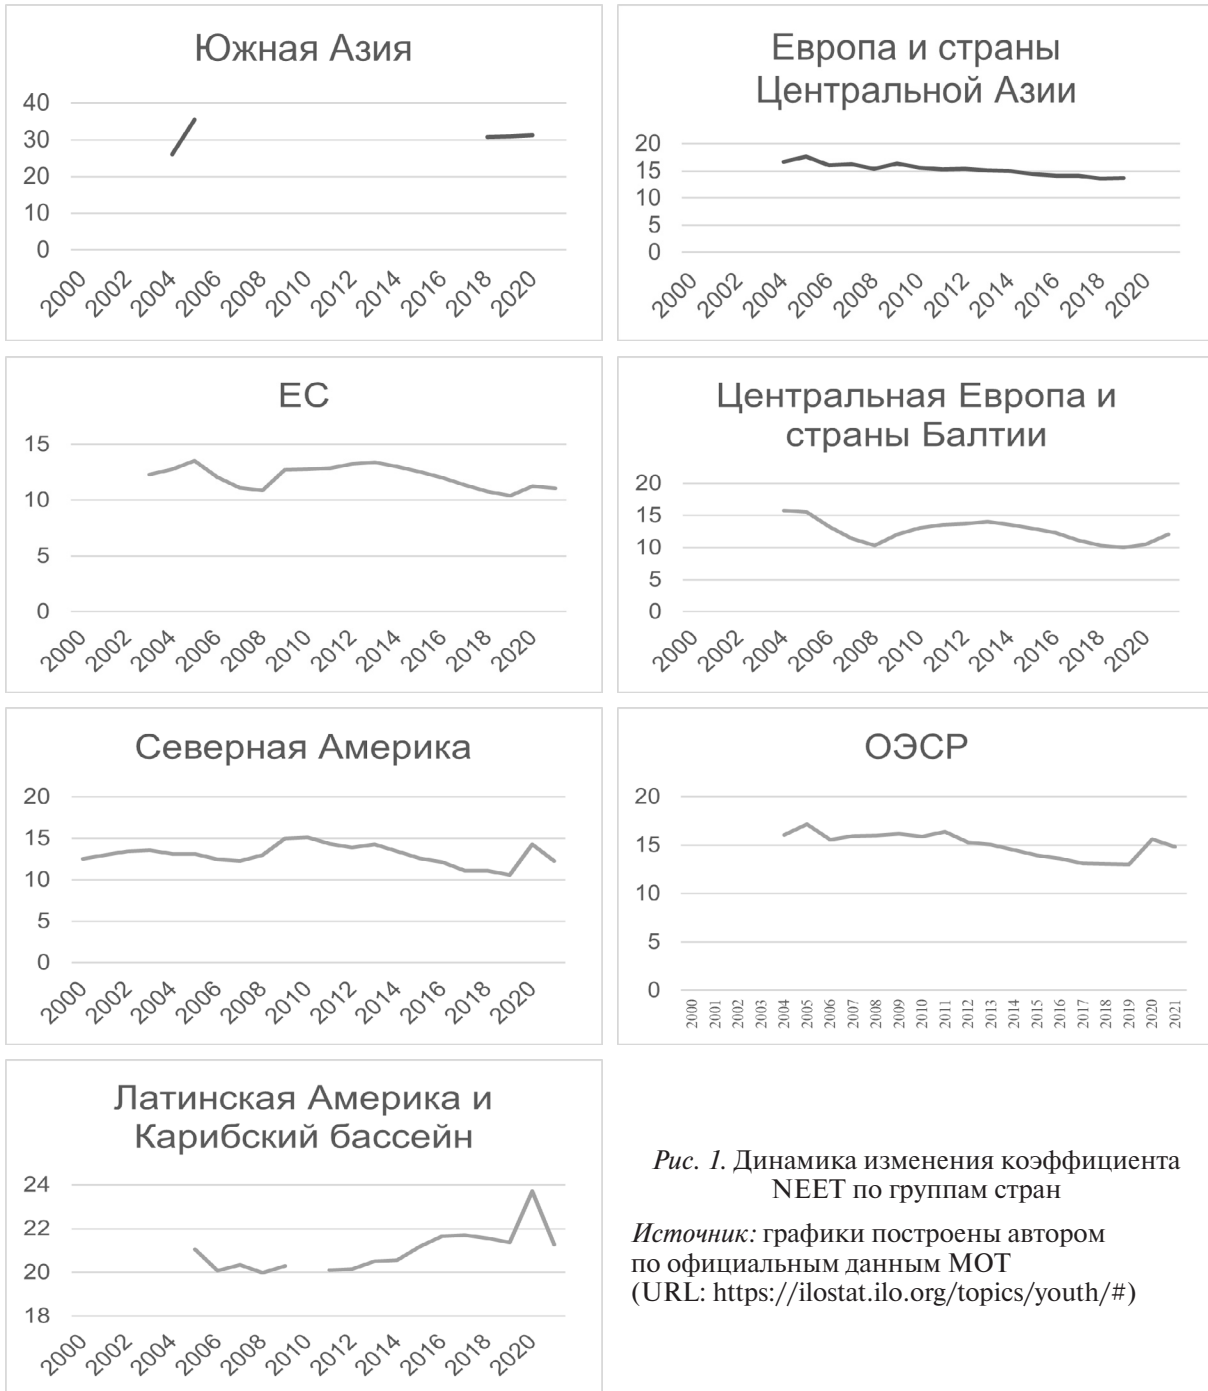 Южная Азия
40
30
20
10
0
2000 2002 2004 2006 2008 2010 2012 2014 2016 2018 2020
Европа и страны
Центральной Азии
20
15
10
5
0
2000 2002 2004 2006 2008 2010 2012 2014 2016 2018 2020
ЕС
15
10
5
0
2000 2002 2004 2006 2008 2010 2012 2014 2016 2018 2020
Центральная Европа и
страны Балтии
20
15
10
5
0
2000 2002 2004 2006 2008 2010 2012 2014 2016 2018 2020
Северная Америка
20
15
10
5
0
2000 2002 2004 2006 2008 2010 2012 2014 2016 2018 2020
ОЭСР
20
15
10
5
0
2000 2001 2002 2003 2004 2005 2006 2007 2008 2009 2010 2011 2012 2013 2014 2015 2016 2017 2018 2019 2020 2021
Латинская Америка и
Карибский бассейн
24
22
20
18
2000 2002 2004 2006 2008 2010 2012 2014 2016 2018 2020
Рис. 1. Динамика изменения коэффициента
NEET по группам стран
Источник: графики построены автором
по официальным данным МОТ
(URL: https://ilostat.ilo.org/topics/youth/#)